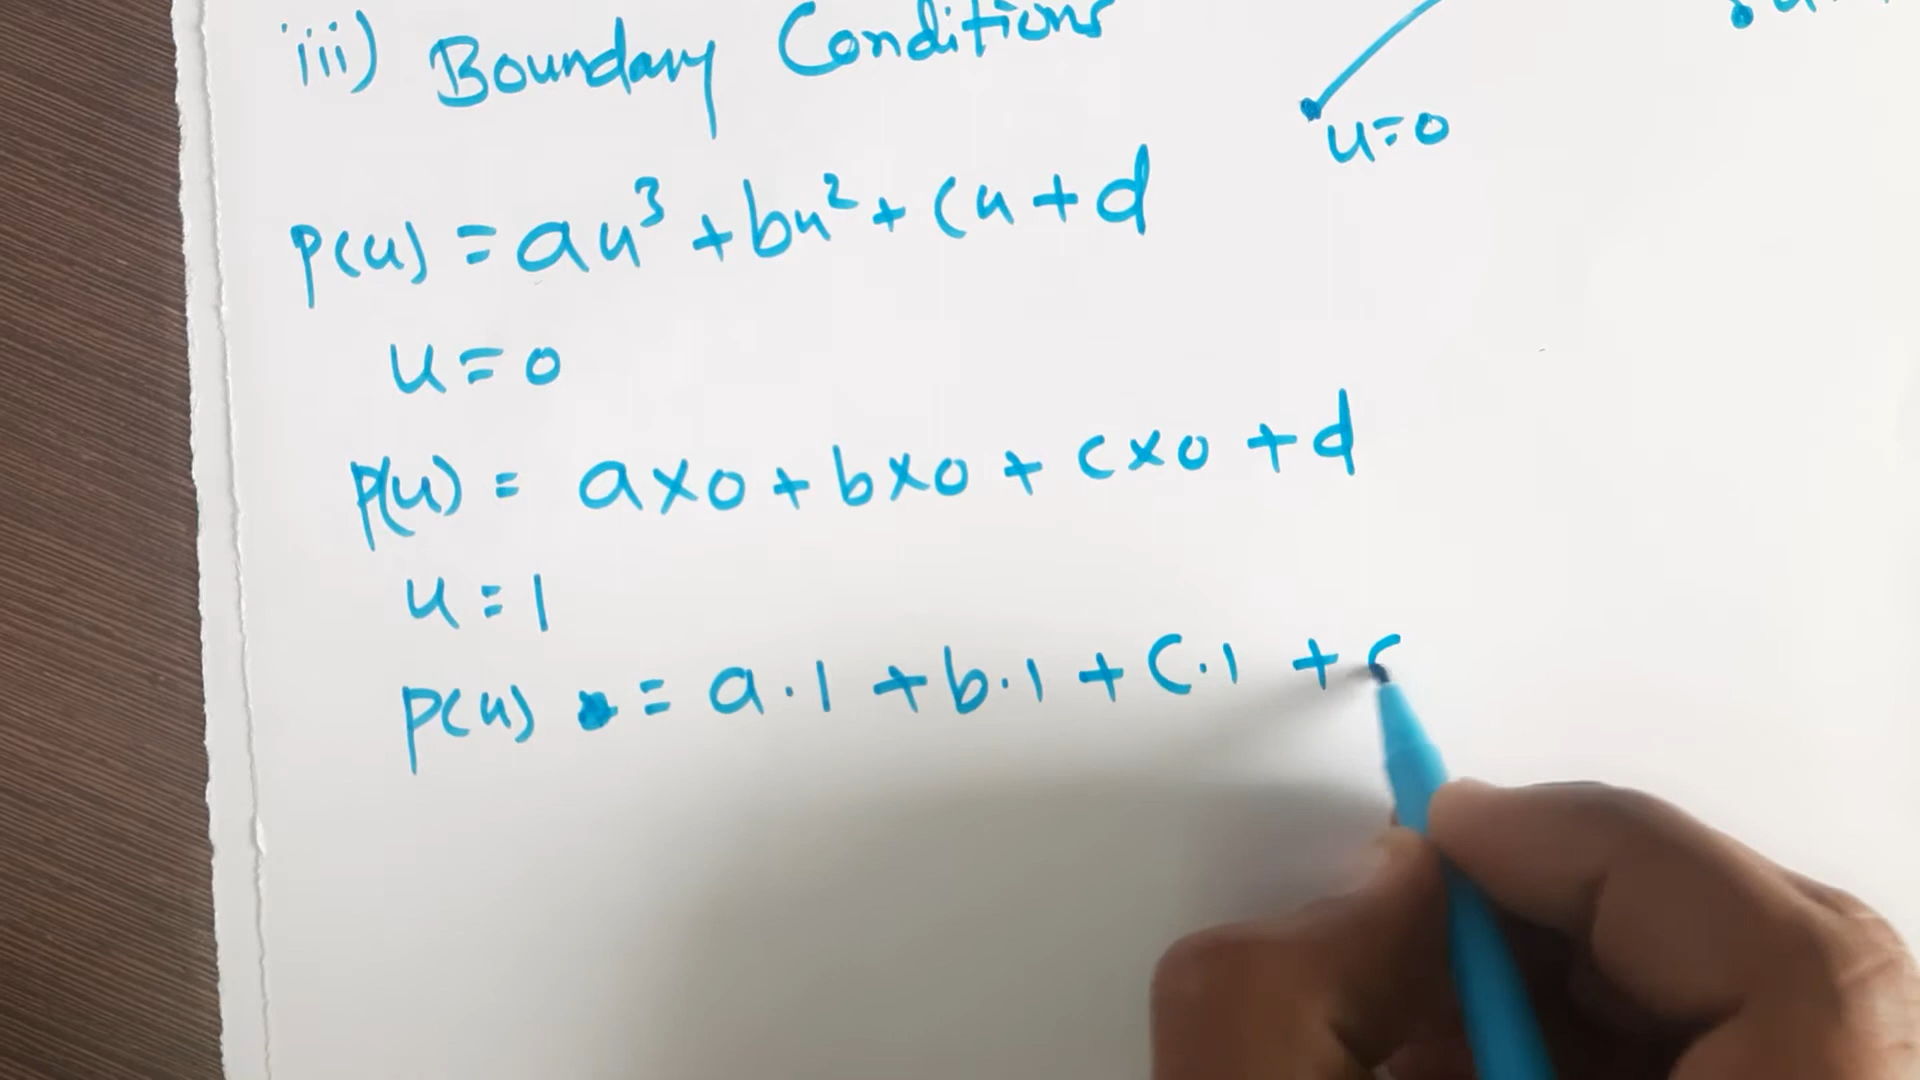 iii) Boundary Conditions
u=0
p(u) = au³ + bu² + cu + d
u = 0
p(u) = a×0 + b×0 + c×0 + d
u = 1
p(u) = a·1 + b·1 + c·1 +